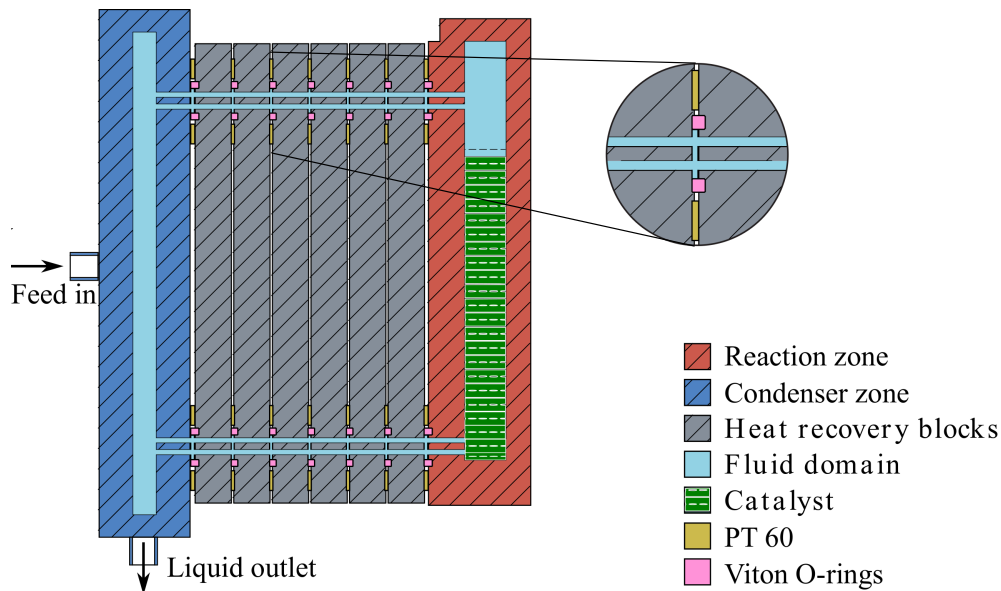 Feed in
Liquid outlet
Reaction zone
Condenser zone
Heat recovery blocks
Fluid domain
Catalyst
PT 60
Viton O-rings